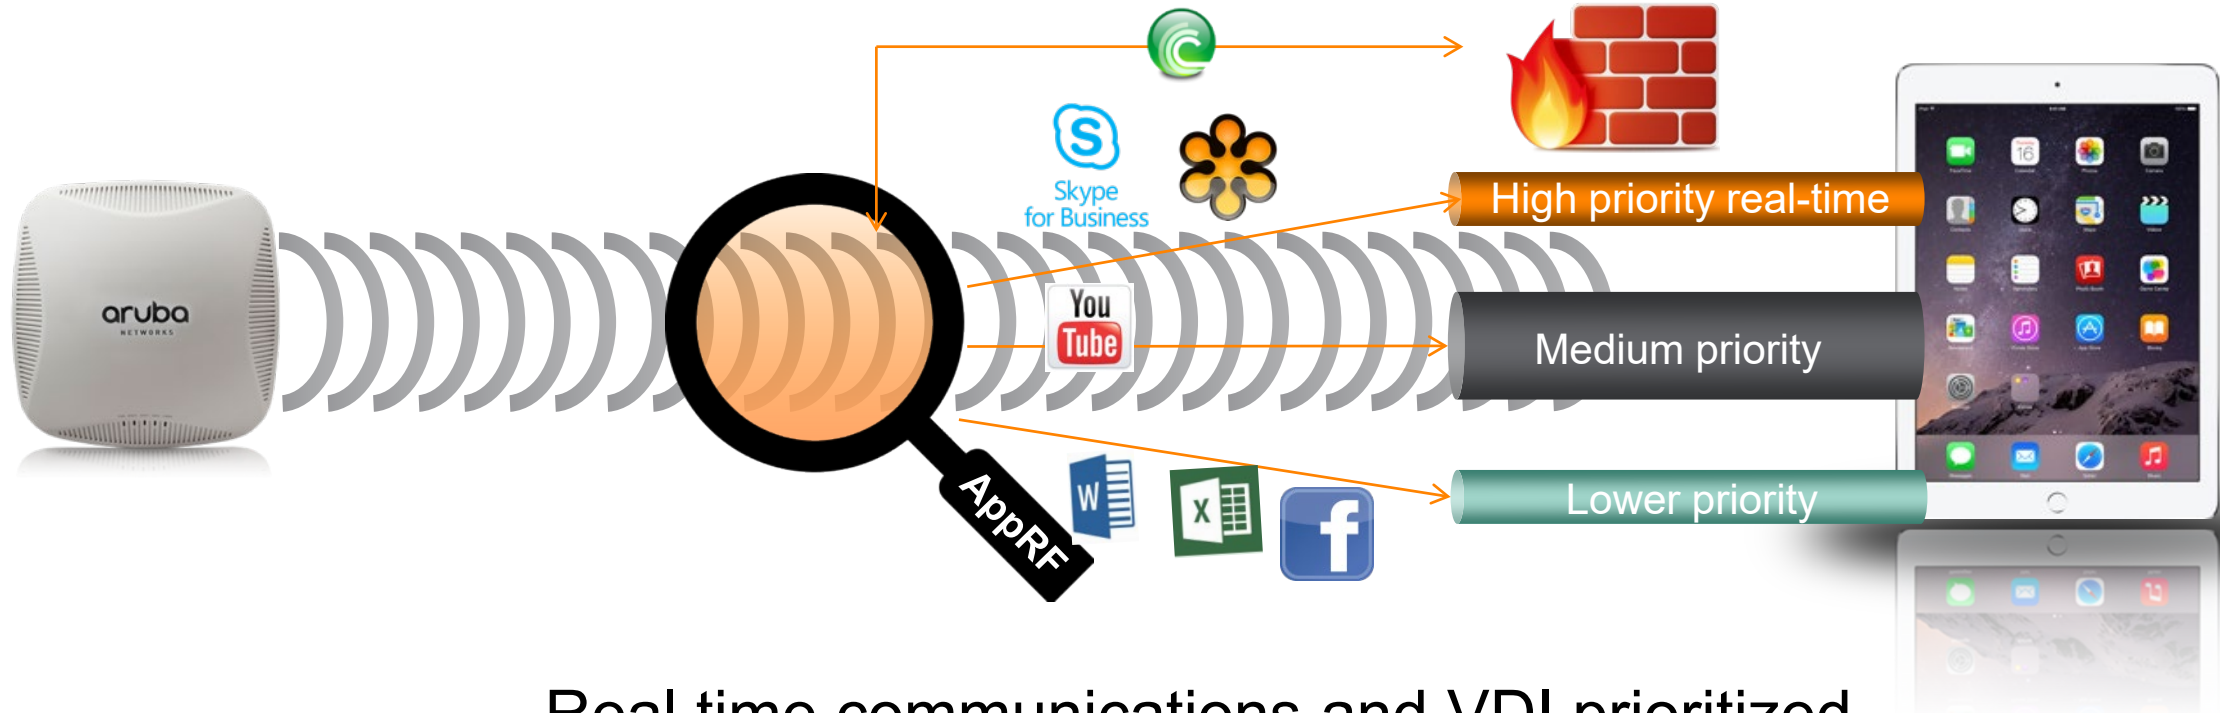 Skype
for Business
High priority real-time
aruba
NETWORKS
You
Tube
Medium priority
AppRF
W
X
f
Lower priority
Real time communications and VDI prioritized